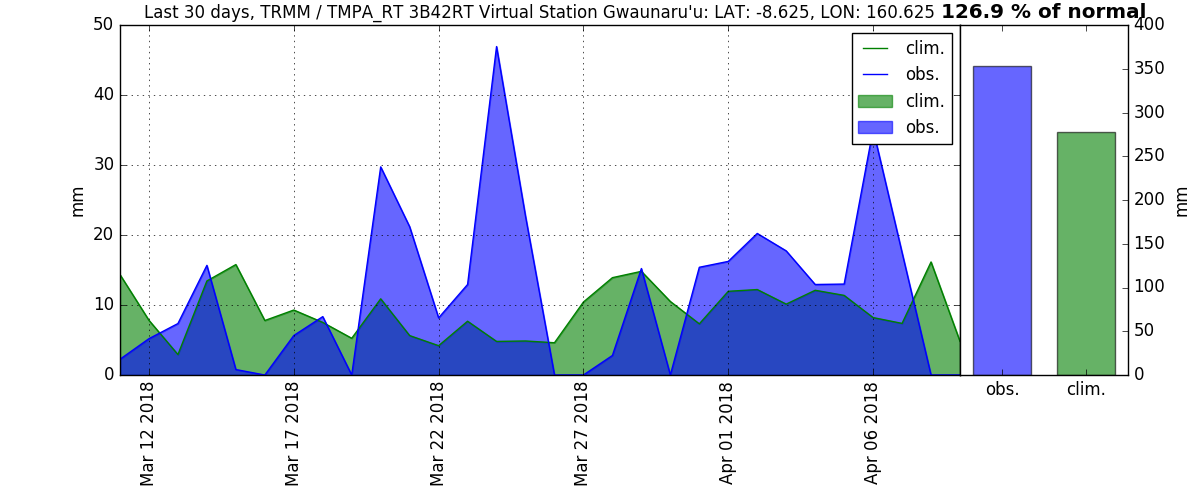 Last 30 days, TRMM / TMPA_RT 3B42RT Virtual Station Gwaunaru'u: LAT: -8.625, LON: 160.625 126.9 % of normal
50
40
30
20
10
0
mm
clim.
obs.
clim.
obs.
400
350
300
250
200
150
100
50
0
mm
Mar 12 2018
Mar 17 2018
Mar 22 2018
Mar 27 2018
Apr 01 2018
Apr 06 2018
obs.
clim.